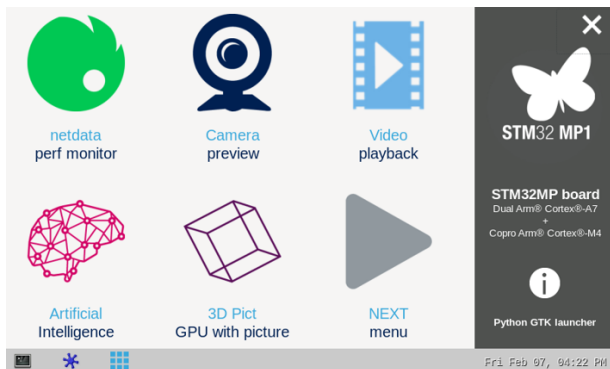 netdata
perf monitor
Camera
preview
Video
playback
Artificial
Intelligence
3D Pict
GPU with picture
NEXT
menu
STM32 MP1
STM32MP board
Dual Arm® Cortex®-A7
+
Copro Arm® Cortex®-M4
i
Python GTK launcher
Fri Feb 07, 04:22 PM